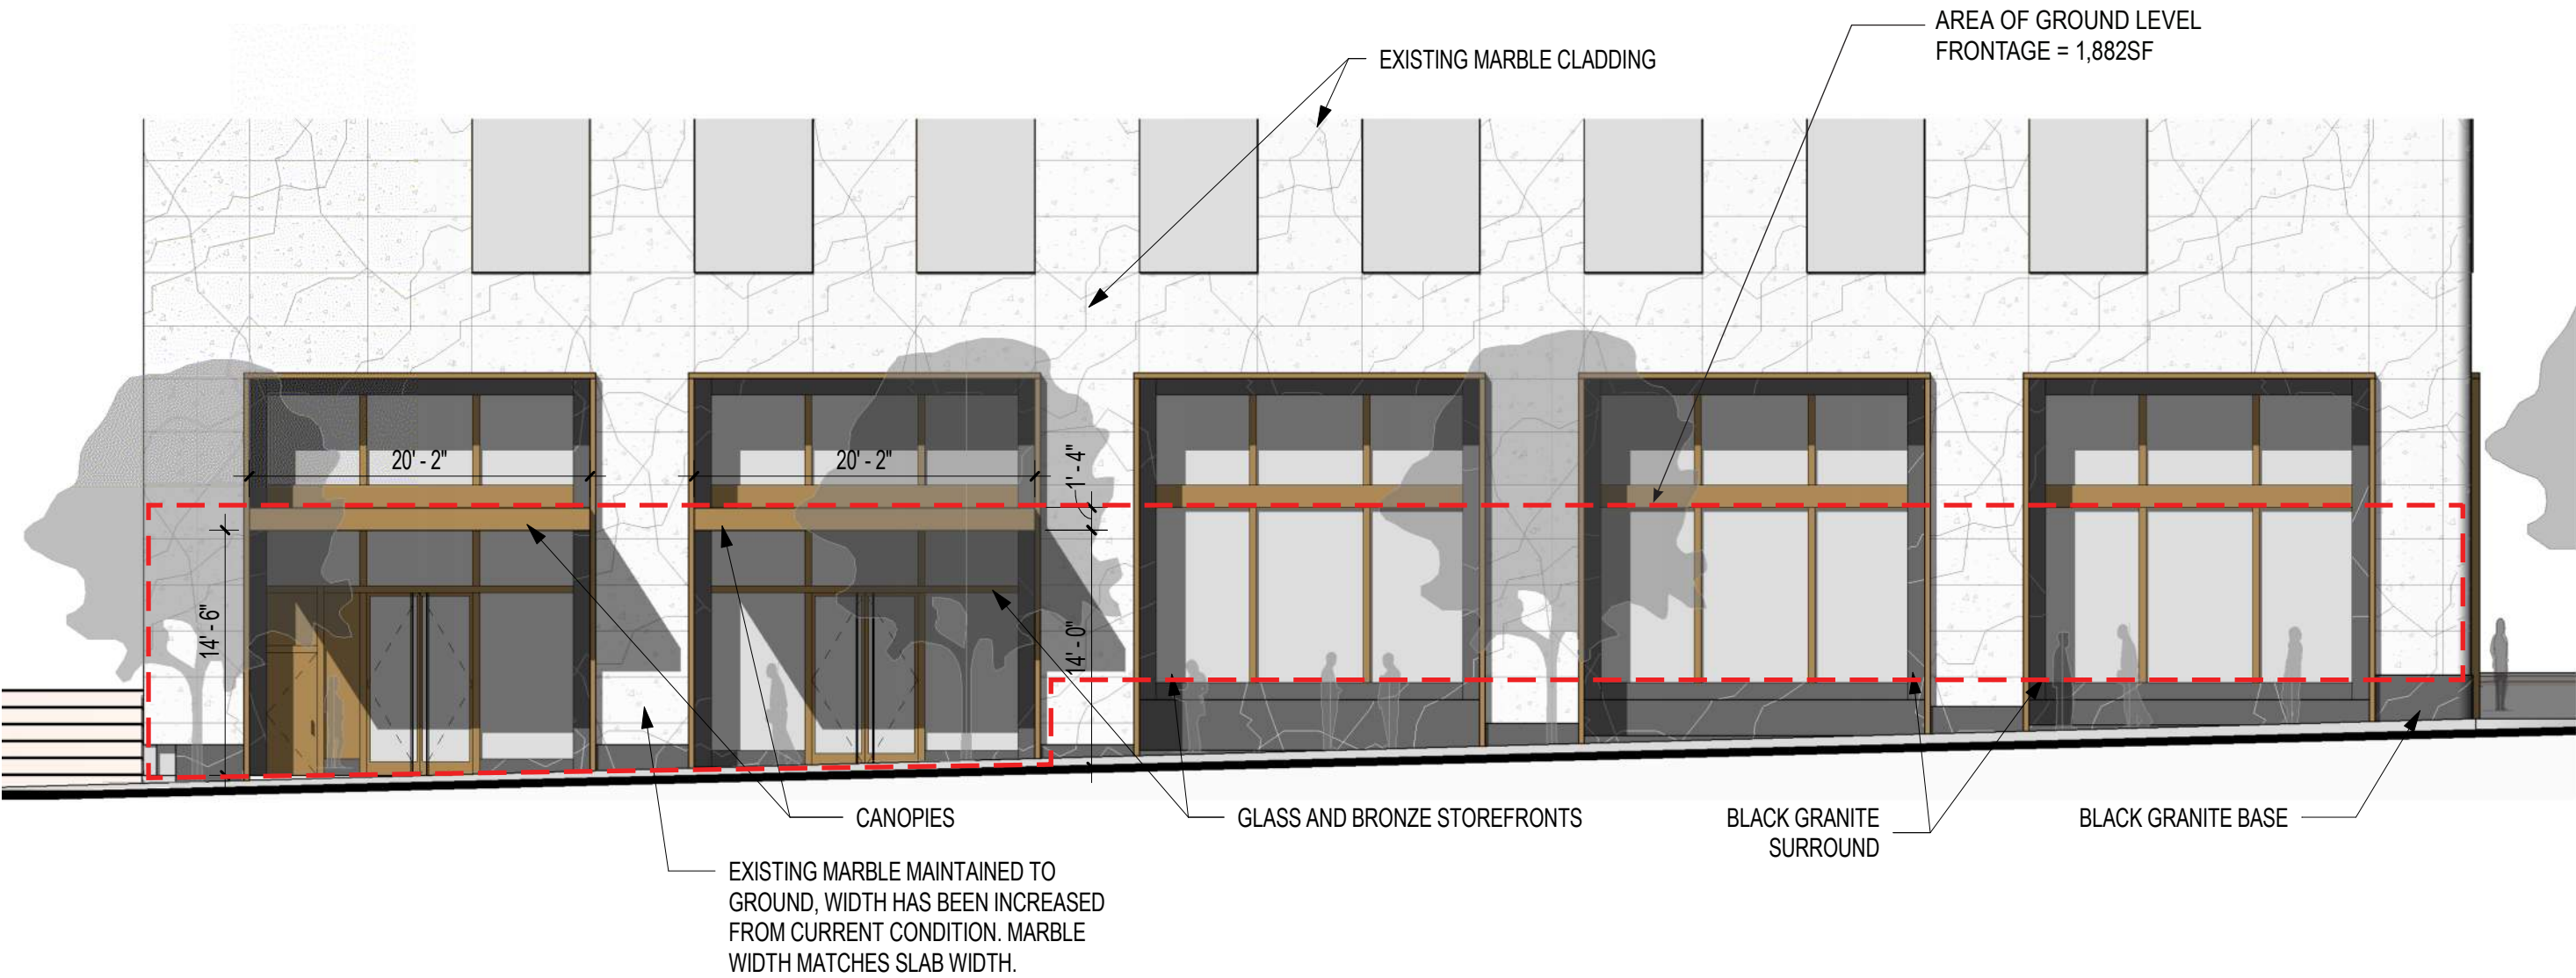 AREA OF GROUND LEVEL
FRONTAGE = 1,882SF
EXISTING MARBLE CLADDING
20' - 2"
20' - 2"
1' - 4"
14' - 6"
14' - 0"
CANOPIES
GLASS AND BRONZE STOREFRONTS
BLACK GRANITE
SURROUND
BLACK GRANITE BASE
EXISTING MARBLE MAINTAINED TO
GROUND, WIDTH HAS BEEN INCREASED
FROM CURRENT CONDITION. MARBLE
WIDTH MATCHES SLAB WIDTH.